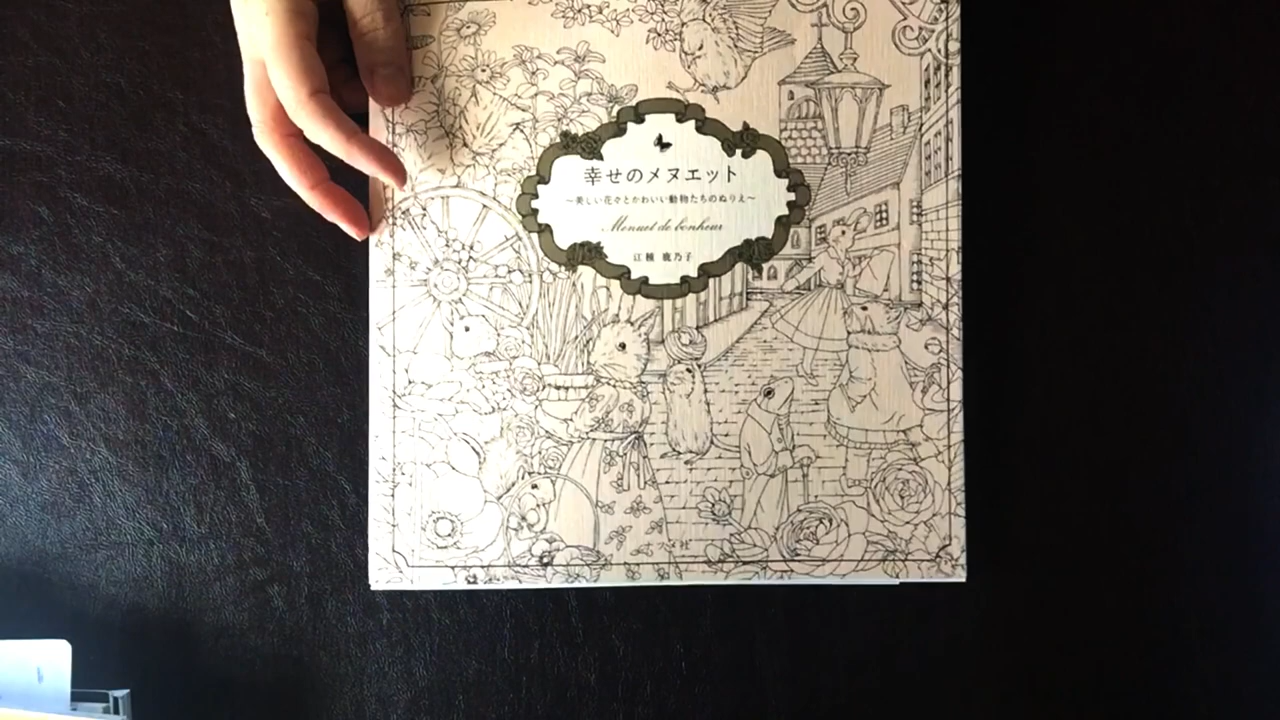 幸せのメヌエット
～美しい花々とかわいい動物たちのぬりえ～
Menuet de bonheur
江種 鹿乃子